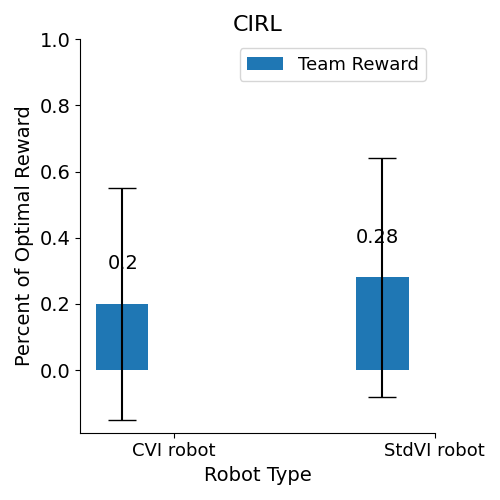 CIRL
Team Reward
Percent of Optimal Reward
1.0
0.8
0.6
0.4
0.2
0.0
0.2
0.28
CVI robot
StdVI robot
Robot Type